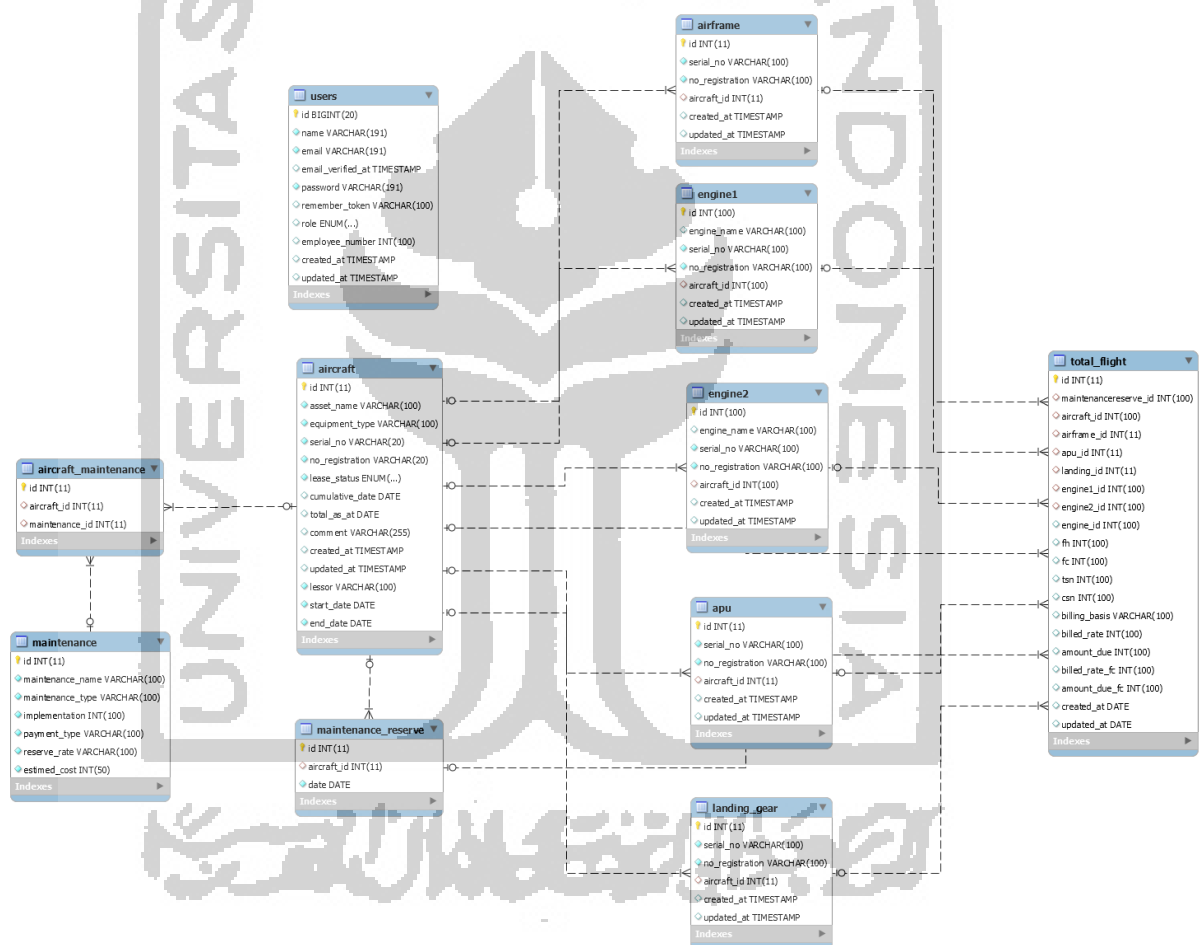 UNIVERSITAS
NDONESIA
users
id BIGINT(20)
name VARCHAR(191)
email VARCHAR(191)
email_verified_at TIMESTAMP
password VARCHAR(191)
remember_token VARCHAR(100)
role ENUM(...)
employee_number INT(100)
created_at TIMESTAMP
updated_at TIMESTAMP
Indexes
aircraft
id INT(11)
asset_name VARCHAR(100)
equipment_type VARCHAR(100)
serial_no VARCHAR(20)
no_registration VARCHAR(20)
lease_status ENUM(...)
cumulative_date DATE
total_as_at DATE
comment VARCHAR(255)
created_at TIMESTAMP
updated_at TIMESTAMP
lessor VARCHAR(100)
start_date DATE
end_date DATE
Indexes
aircraft_maintenance
id INT(11)
aircraft_id INT(11)
maintenance_id INT(11)
Indexes
maintenance
id INT(11)
maintenance_name VARCHAR(100)
maintenance_type VARCHAR(100)
implementation INT(100)
payment_type VARCHAR(100)
reserve_rate VARCHAR(100)
estimed_cost INT(50)
Indexes
maintenance_reserve
id INT(11)
aircraft_id INT(11)
date DATE
Indexes
airframe
id INT(11)
serial_no VARCHAR(100)
no_registration VARCHAR(100)
aircraft_id INT(11)
created_at TIMESTAMP
updated_at TIMESTAMP
Indexes
engine1
id INT(100)
engine_name VARCHAR(100)
serial_no VARCHAR(100)
no_registration VARCHAR(100)
aircraft_id INT(100)
created_at TIMESTAMP
updated_at TIMESTAMP
Indexes
engine2
id INT(100)
engine_name VARCHAR(100)
serial_no VARCHAR(100)
no_registration VARCHAR(100)
aircraft_id INT(100)
created_at TIMESTAMP
updated_at TIMESTAMP
Indexes
apu
id INT(11)
serial_no VARCHAR(100)
no_registration VARCHAR(100)
aircraft_id INT(11)
created_at TIMESTAMP
updated_at TIMESTAMP
Indexes
landing_gear
id INT(11)
serial_no VARCHAR(100)
no_registration VARCHAR(100)
aircraft_id INT(11)
created_at TIMESTAMP
updated_at TIMESTAMP
Indexes
total_flight
id INT(11)
maintenancereserve_id INT(100)
aircraft_id INT(100)
airframe_id INT(11)
apu_id INT(11)
landing_id INT(11)
engine1_id INT(100)
engine2_id INT(100)
engine_id INT(100)
fh INT(100)
fc INT(100)
tsn INT(100)
csn INT(100)
billing_basis VARCHAR(100)
billed_rate INT(100)
amount_due INT(100)
billed_rate_fc INT(100)
amount_due_fc INT(100)
created_at DATE
updated_at DATE
Indexes